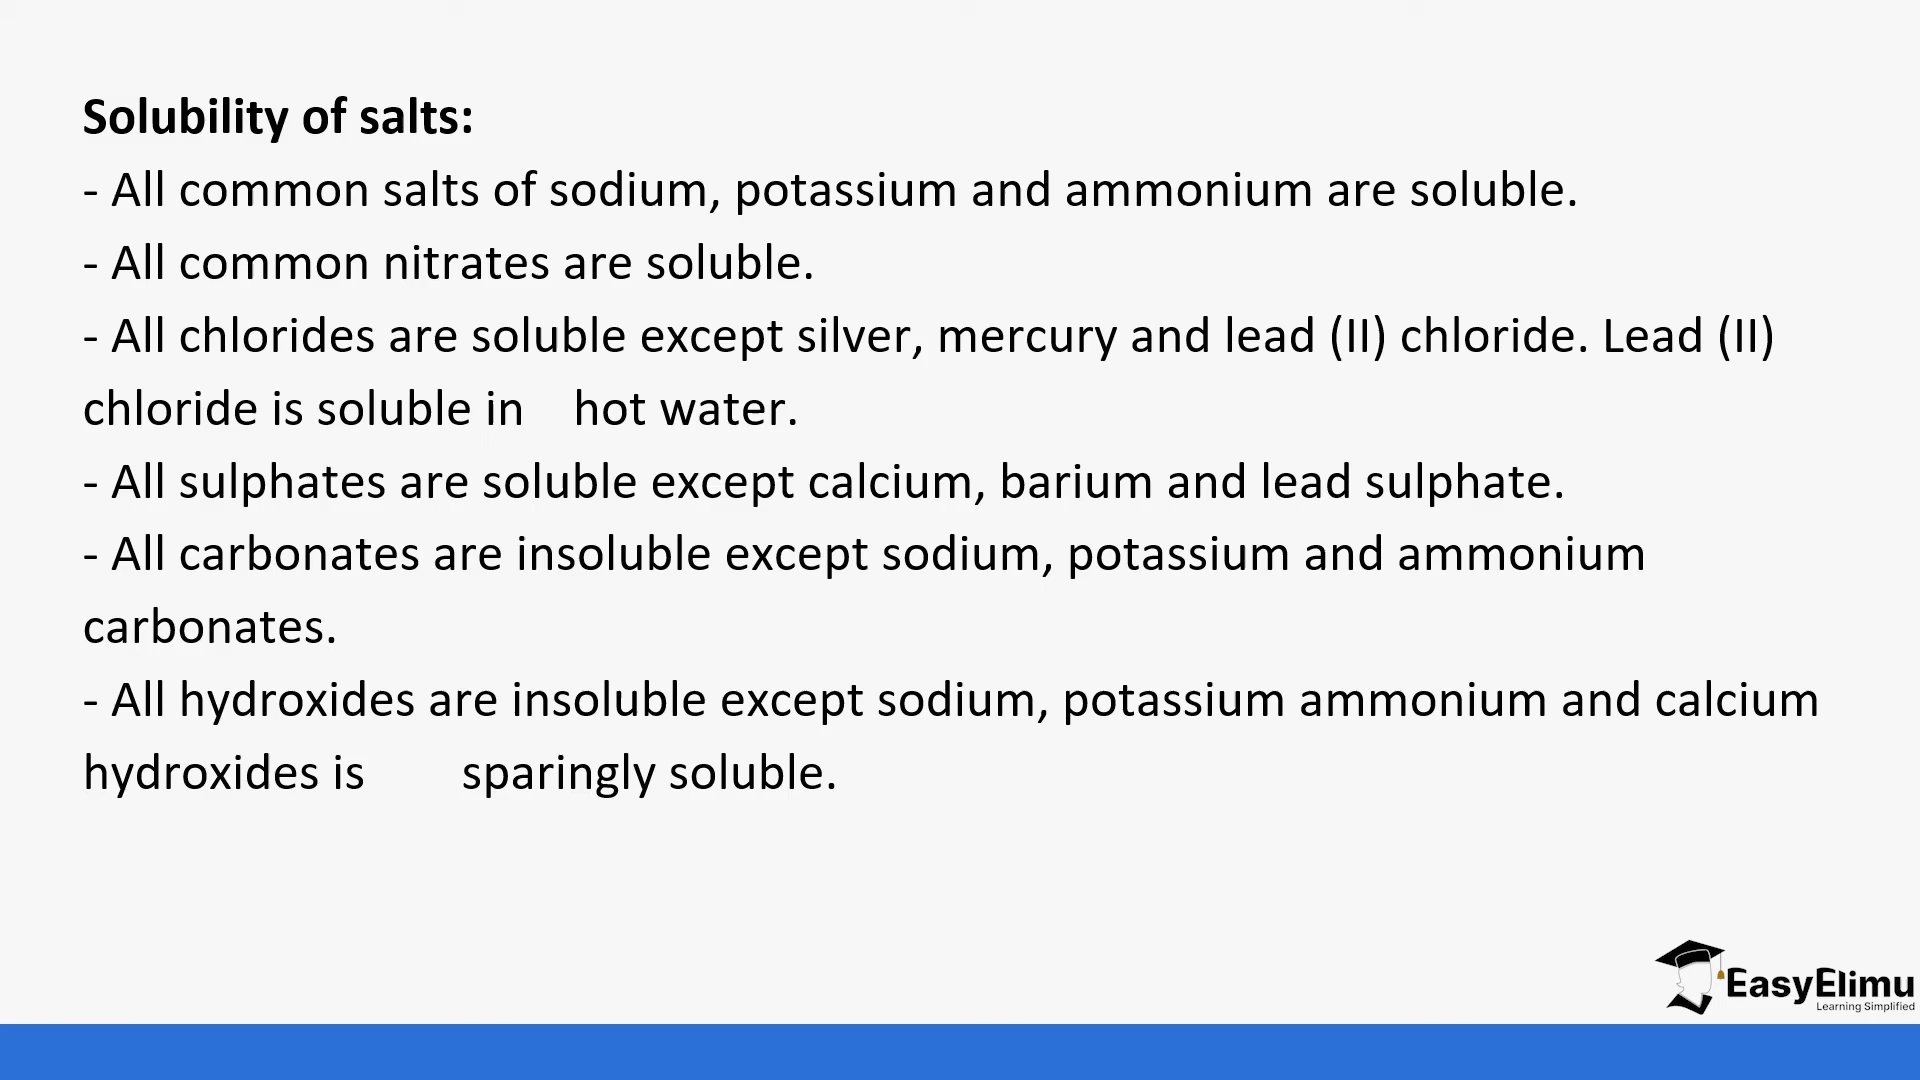 Solubility of salts:
- All common salts of sodium, potassium and ammonium are soluble.
- All common nitrates are soluble.
- All chlorides are soluble except silver, mercury and lead (II) chloride. Lead (II)
chloride is soluble in    hot water.
- All sulphates are soluble except calcium, barium and lead sulphate.
- All carbonates are insoluble except sodium, potassium and ammonium
carbonates.
- All hydroxides are insoluble except sodium, potassium ammonium and calcium
hydroxides is        sparingly soluble.
EasyElimu
Learning Simplified